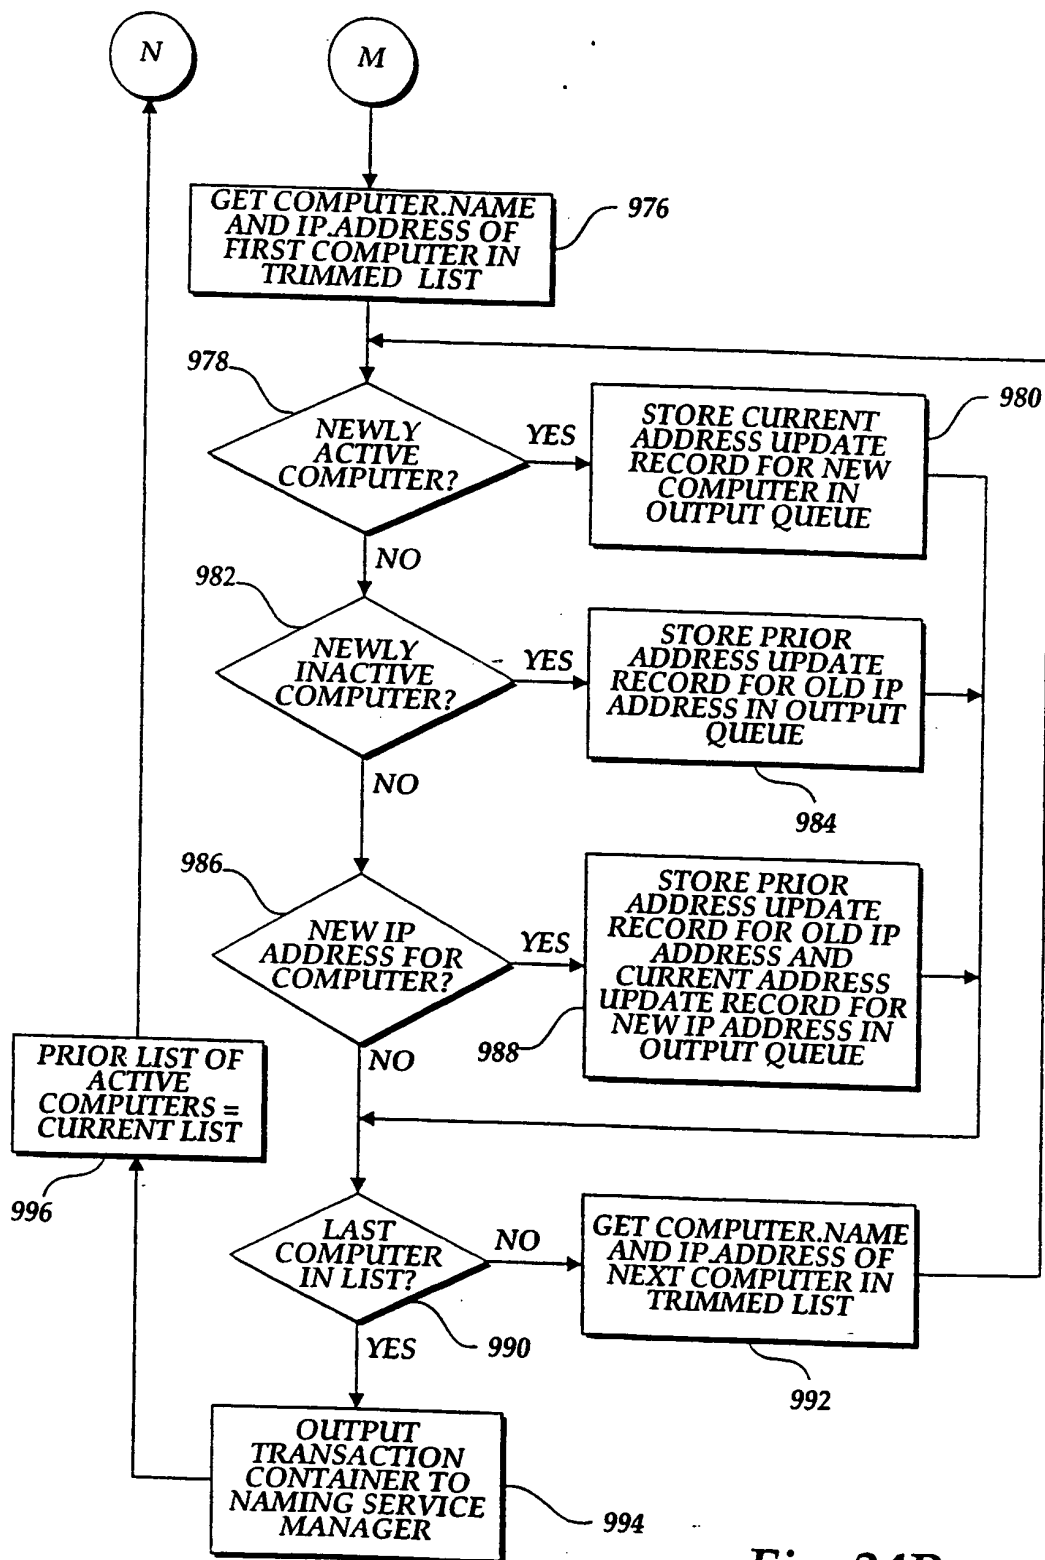 N
M
GET COMPUTER.NAME
AND IP.ADDRESS OF
FIRST COMPUTER IN
TRIMMED LIST
976
978
NEWLY
ACTIVE
COMPUTER?
YES
NO
STORE CURRENT
ADDRESS UPDATE
RECORD FOR NEW
COMPUTER IN
OUTPUT QUEUE
980
982
NEWLY
INACTIVE
COMPUTER?
YES
NO
STORE PRIOR
ADDRESS UPDATE
RECORD FOR OLD IP
ADDRESS IN OUTPUT
QUEUE
984
986
NEW IP
ADDRESS FOR
COMPUTER?
YES
NO
STORE PRIOR
ADDRESS UPDATE
RECORD FOR OLD IP
ADDRESS AND
CURRENT ADDRESS
UPDATE RECORD FOR
NEW IP ADDRESS IN
OUTPUT QUEUE
988
PRIOR LIST OF
ACTIVE
COMPUTERS =
CURRENT LIST
996
LAST
COMPUTER
IN LIST?
NO
YES
990
GET COMPUTER.NAME
AND IP.ADDRESS OF
NEXT COMPUTER IN
TRIMMED LIST
992
OUTPUT
TRANSACTION
CONTAINER TO
NAMING SERVICE
MANAGER
994